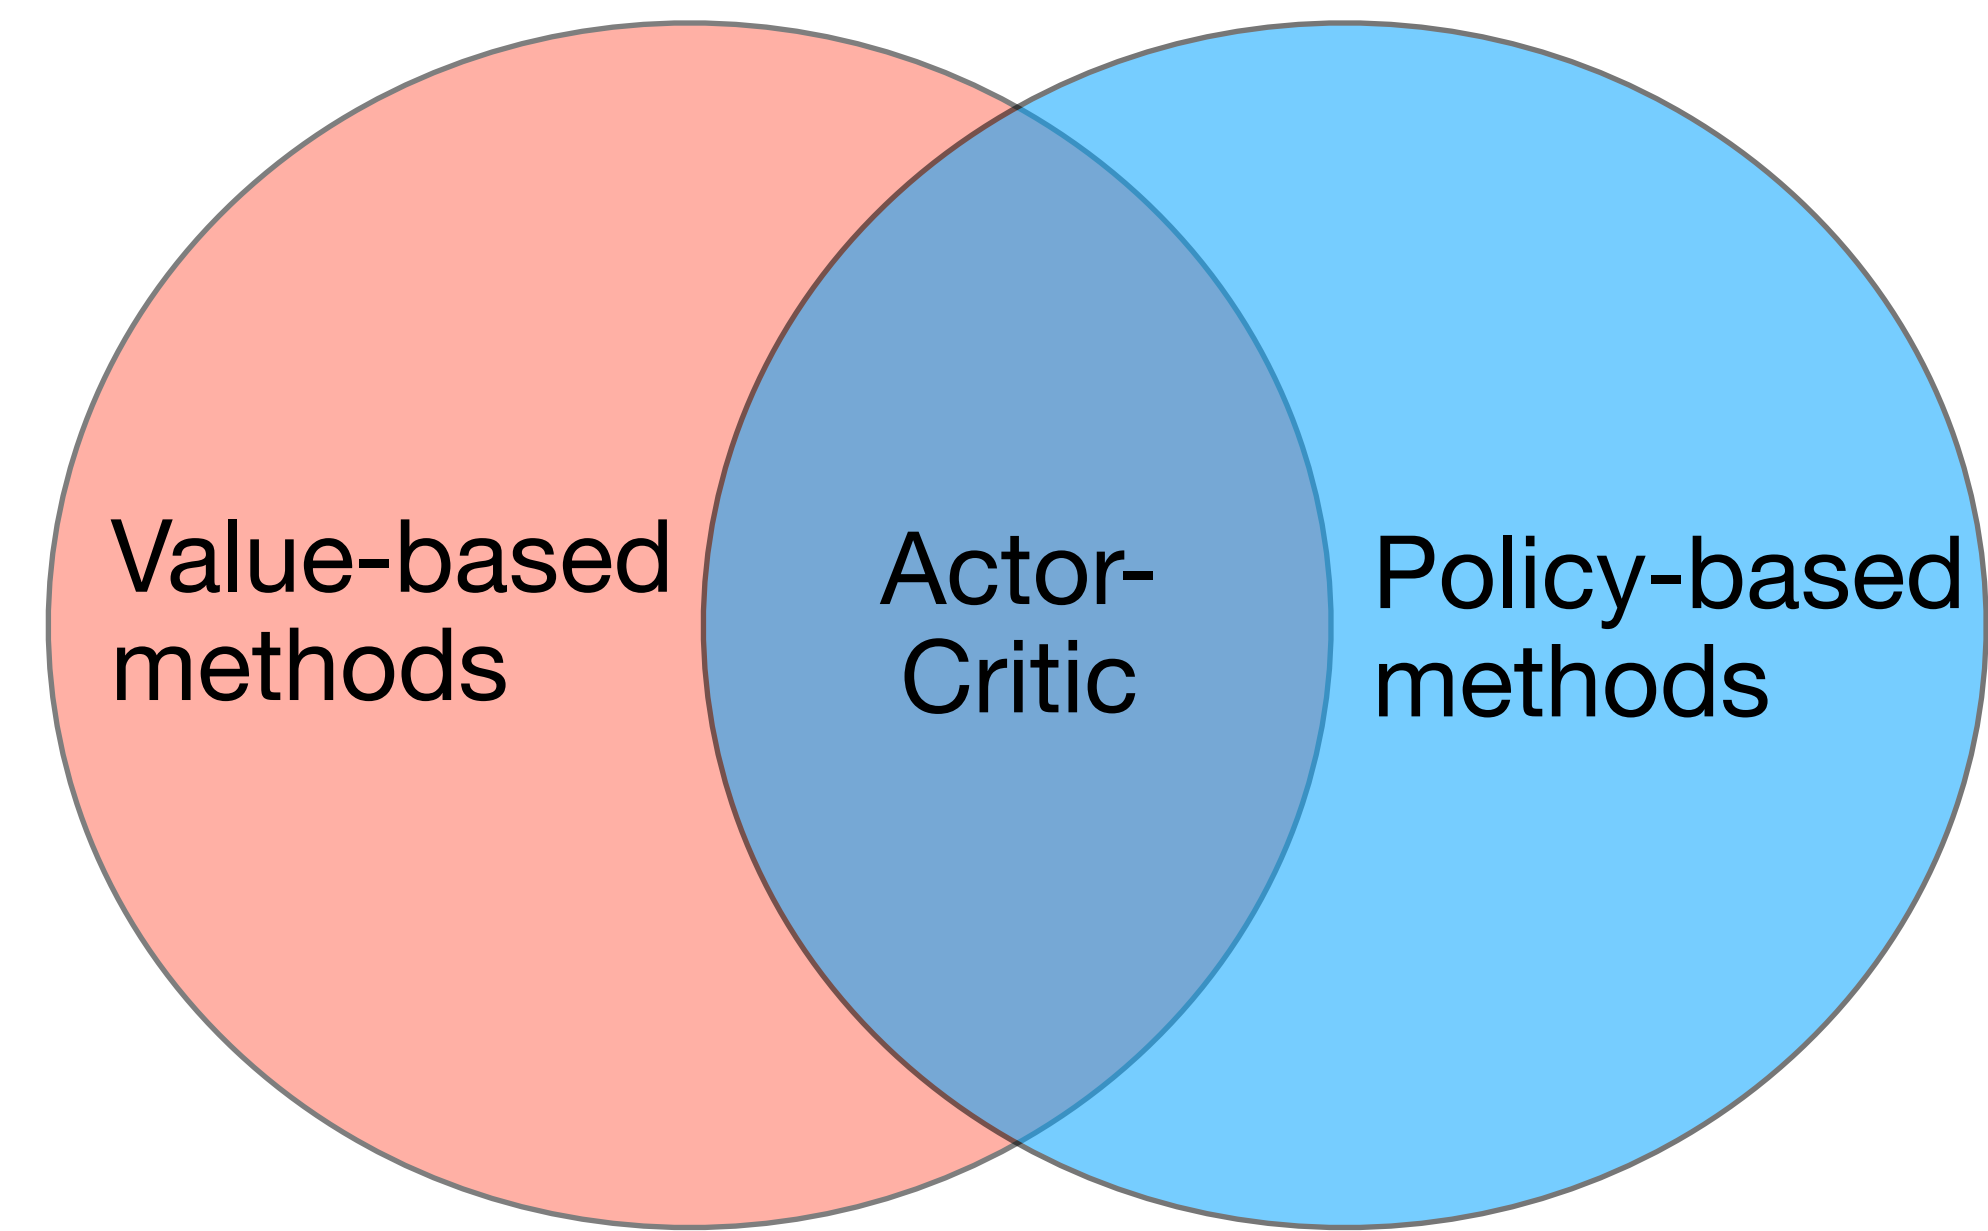 Value-based
methods
Actor-
Critic
Policy-based
methods